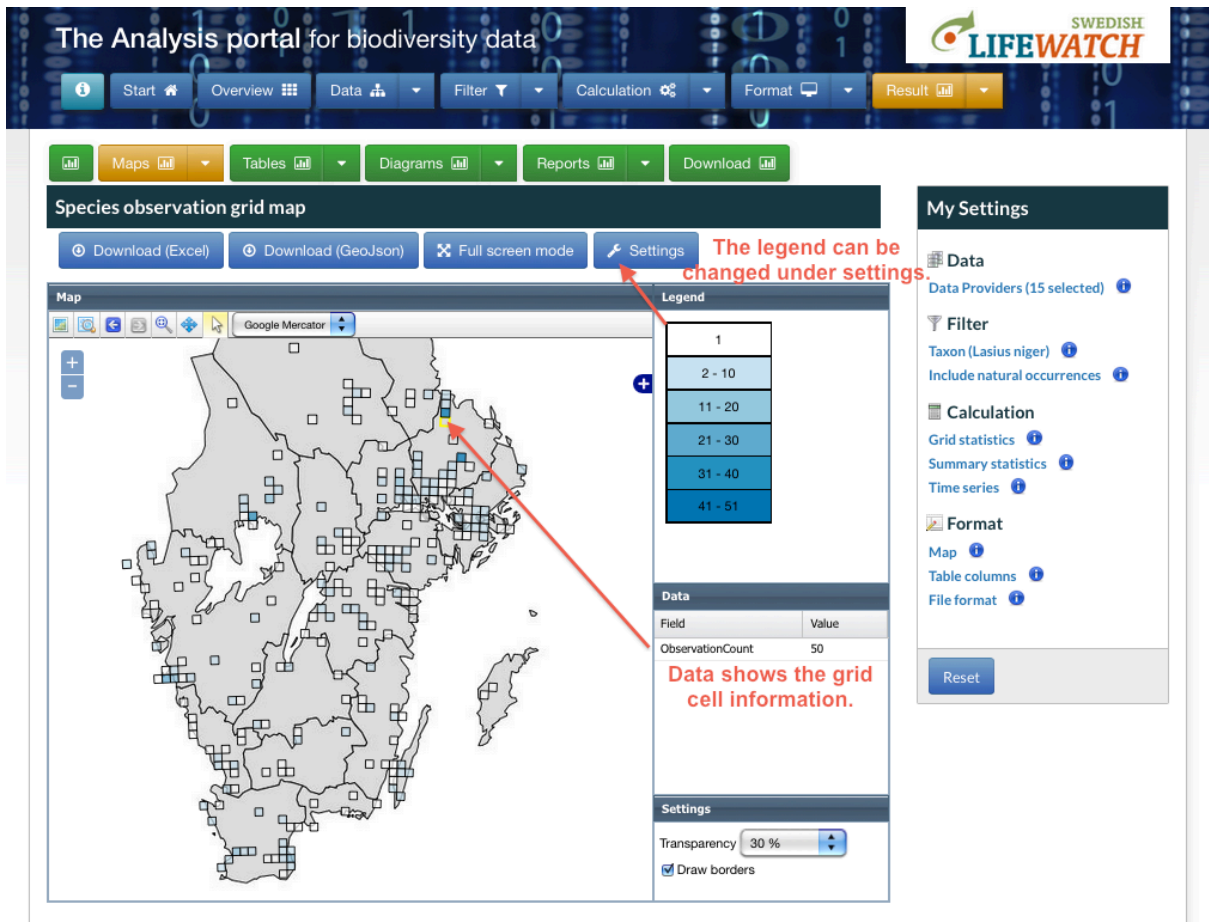 The Analysis portal for biodiversity data
SWEDISH
LIFEWATCH
Start
Overview
Data
Filter
Calculation
Format
Result
Maps
Tables
Diagrams
Reports
Download
Species observation grid map
Download (Excel)
Download (GeoJson)
Full screen mode
Settings
The legend can be
changed under settings.
Map
Google Mercator
+
−
Legend
1
2 - 10
11 - 20
21 - 30
31 - 40
41 - 51
Data
Field Value
ObservationCount 50
Data shows the grid
cell information.
Settings
Transparency 30 %
Draw borders
My Settings
Data
Data Providers (15 selected)
Filter
Taxon (Lasius niger)
Include natural occurrences
Calculation
Grid statistics
Summary statistics
Time series
Format
Map
Table columns
File format
Reset